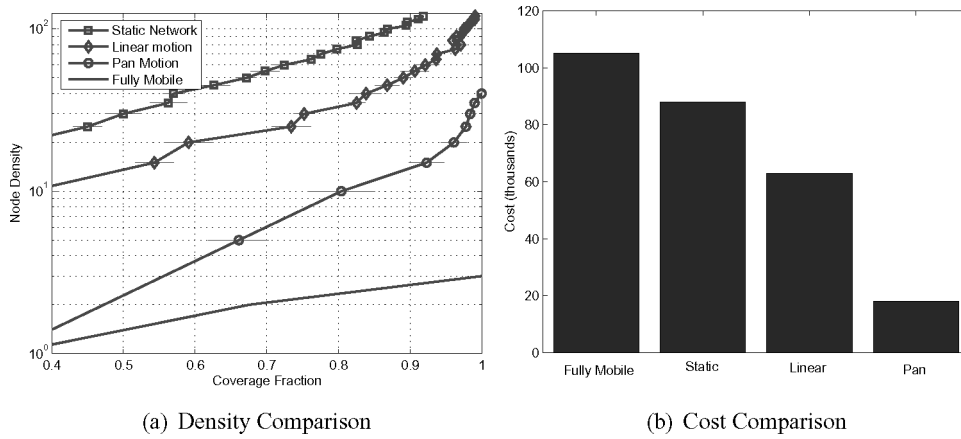 Static Network
Linear motion
Pan Motion
Fully Mobile
10^2
10^1
10^0
Node Density
0.4 0.5 0.6 0.7 0.8 0.9 1
Coverage Fraction
(a) Density Comparison
120
100
80
60
40
20
0
Cost (thousands)
Fully Mobile Static Linear Pan
(b) Cost Comparison